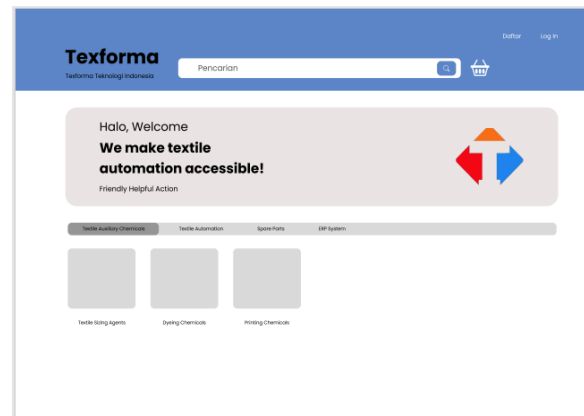 Daftar Log In
Texforma
Texforma Teknologi Indonesia
Pencarian
Halo, Welcome
We make textile
automation accessible!
Friendly Helpful Action
Textile Auxiliary Chemicals Textile Automation Spare Parts ERP System
Textile Sizing Agents Dyeing Chemicals Printing Chemicals